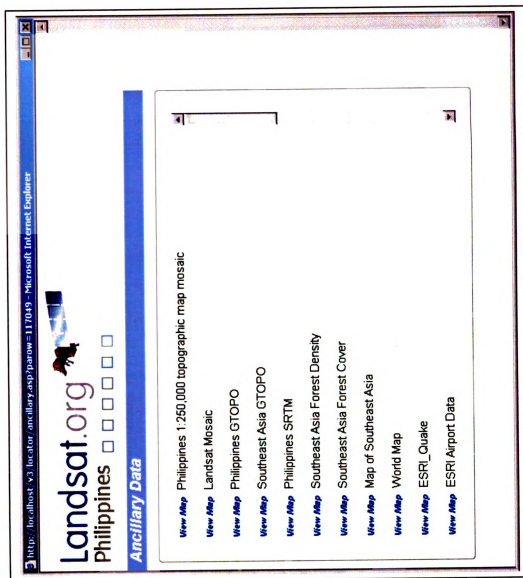 http://localhost_v3.locator/ancillary.asp?parow=117049 - Microsoft Internet Explorer
Landsat.org
Philippines
Ancillary Data
View Map Philippines 1:250,000 topographic map mosaic
View Map Landsat Mosaic
View Map Philippines GTOPO
View Map Southeast Asia GTOPO
View Map Philippines SRTM
View Map Southeast Asia Forest Density
View Map Southeast Asia Forest Cover
View Map Map of Southeast Asia
View Map World Map
View Map ESRI_Quake
View Map ESRI Airport Data